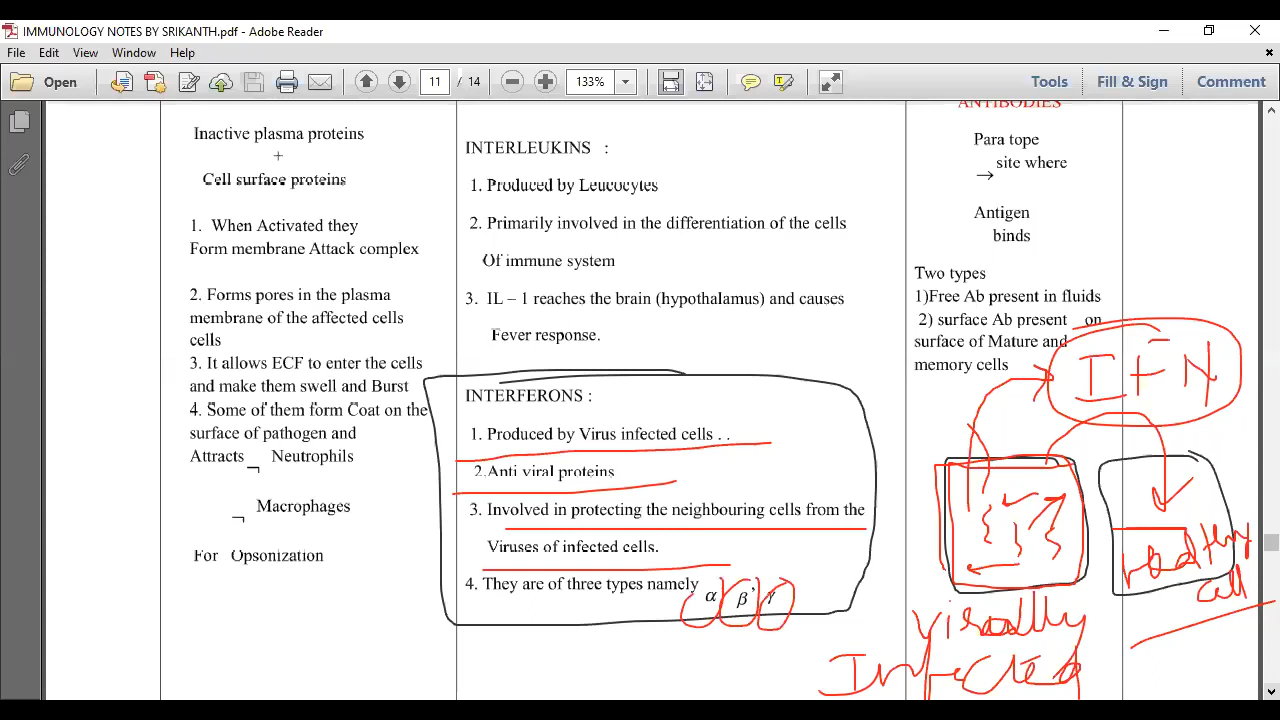 IMMUNOLOGY NOTES BY SRIKANTH.pdf - Adobe Reader
File Edit View Window Help
Open
11 / 14
133%
Tools
Fill & Sign
Comment
Inactive plasma proteins
+
Cell surface proteins
1. When Activated they
Form membrane Attack complex
2. Forms pores in the plasma
membrane of the affected cells
cells
3. It allows ECF to enter the cells
and make them swell and Burst
4. Some of them form Coat on the
surface of pathogen and
Attracts ¬ Neutrophils
¬ Macrophages
For Opsonization
INTERLEUKINS :
1. Produced by Leucocytes
2. Primarily involved in the differentiation of the cells
Of immune system
3. IL – 1 reaches the brain (hypothalamus) and causes
Fever response.
INTERFERONS :
1. Produced by Virus infected cells . .
2. Anti viral proteins
3. Involved in protecting the neighbouring cells from the
Viruses of infected cells.
4. They are of three types namely α β , γ
ANTIBODIES
Para tope
→ site where
Antigen
binds
Two types
1)Free Ab present in fluids
2) surface Ab present on
surface of Mature and
memory cells
IFN
healthy
cell
Virally
Infected